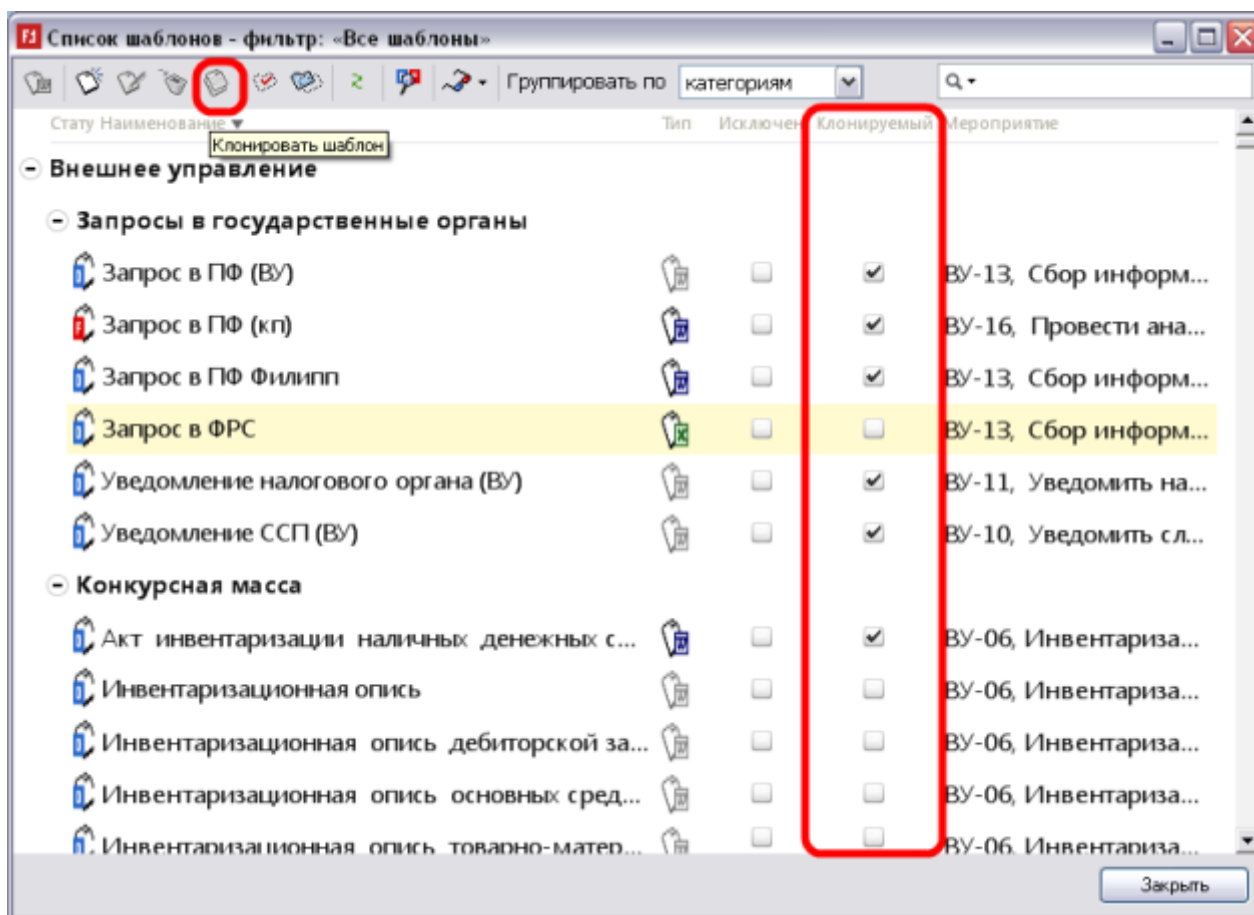 Список шаблонов - фильтр: «Все шаблоны»
Группировать по категориям
Стату Наименование Тип Исключен Клонируемый Мероприятие
Клонировать шаблон
Внешнее управление
Запросы в государственные органы
Запрос в ПФ (ВУ) ВУ-13, Сбор информ...
Запрос в ПФ (кп) ВУ-16, Провести ана...
Запрос в ПФ Филипп ВУ-13, Сбор информ...
Запрос в ФРС ВУ-13, Сбор информ...
Уведомление налогового органа (ВУ) ВУ-11, Уведомить на...
Уведомление ССП (ВУ) ВУ-10, Уведомить сл...
Конкурсная масса
Акт инвентаризации наличных денежных с... ВУ-06, Инвентариза...
Инвентаризационная опись ВУ-06, Инвентариза...
Инвентаризационная опись дебиторской за... ВУ-06, Инвентариза...
Инвентаризационная опись основных сред... ВУ-06, Инвентариза...
Инвентаризационная опись товарно-матер... ВУ-06, Инвентариза...
Закрыть